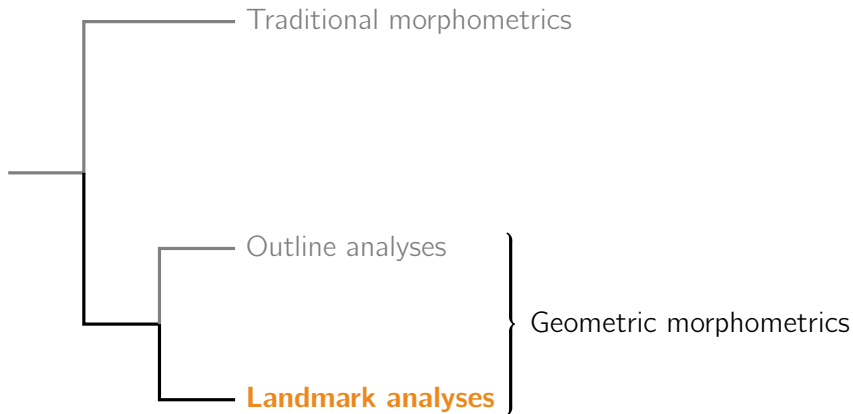 Traditional morphometrics
Outline analyses
Geometric morphometrics
Landmark analyses